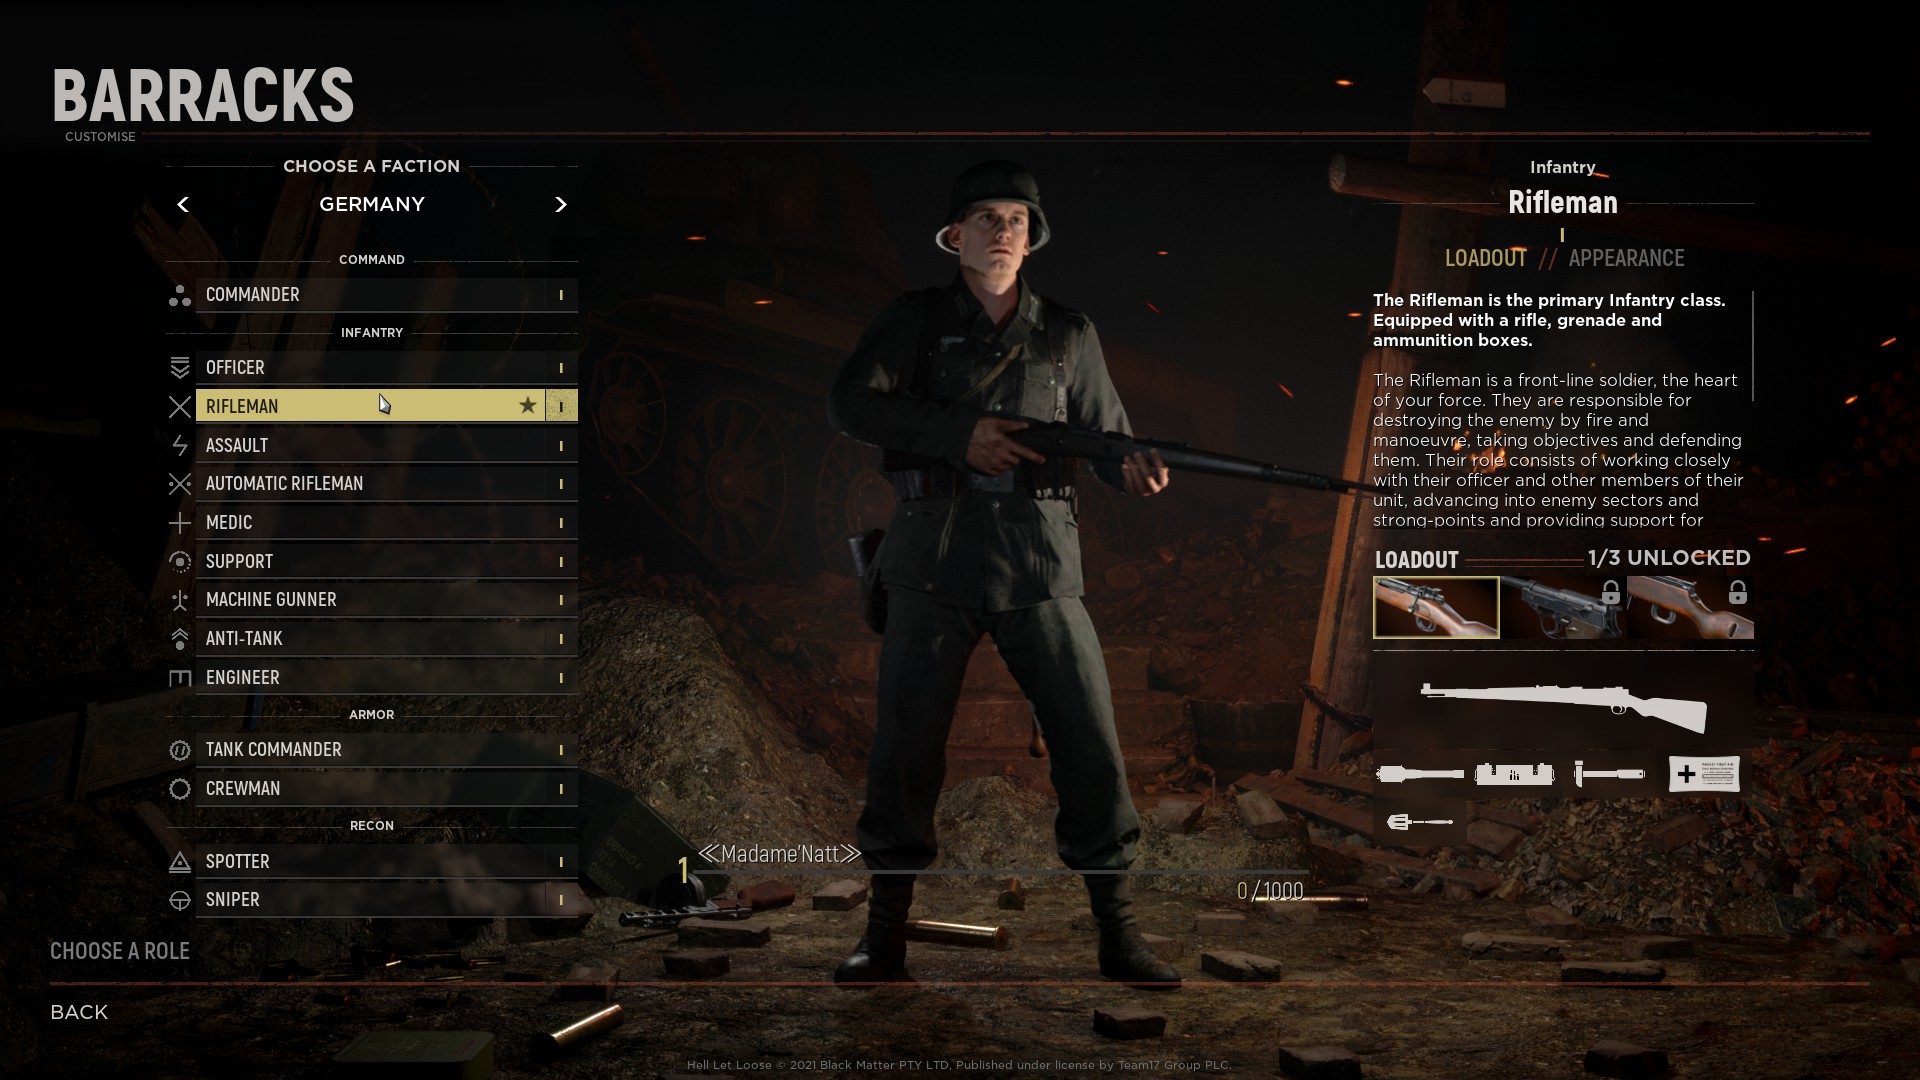 BARRACKS
CUSTOMISE
CHOOSE A FACTION
GERMANY
COMMAND
COMMANDER I
INFANTRY
OFFICER I
RIFLEMAN ★ I
ASSAULT I
AUTOMATIC RIFLEMAN I
MEDIC I
SUPPORT I
MACHINE GUNNER I
ANTI-TANK I
ENGINEER I
ARMOR
TANK COMMANDER I
CREWMAN I
RECON
SPOTTER I
SNIPER I
CHOOSE A ROLE
BACK
1 ≪Madame'Natt≫
0/1000
Infantry
Rifleman
I
LOADOUT // APPEARANCE
The Rifleman is the primary Infantry class.
Equipped with a rifle, grenade and
ammunition boxes.
The Rifleman is a front-line soldier, the heart
of your force. They are responsible for
destroying the enemy by fire and
manoeuvre, taking objectives and defending
them. Their role consists of working closely
with their officer and other members of their
unit, advancing into enemy sectors and
strong-points and providing support for
LOADOUT 1/3 UNLOCKED
Hell Let Loose © 2021 Black Matter PTY LTD, Published under license by Team17 Group PLC.